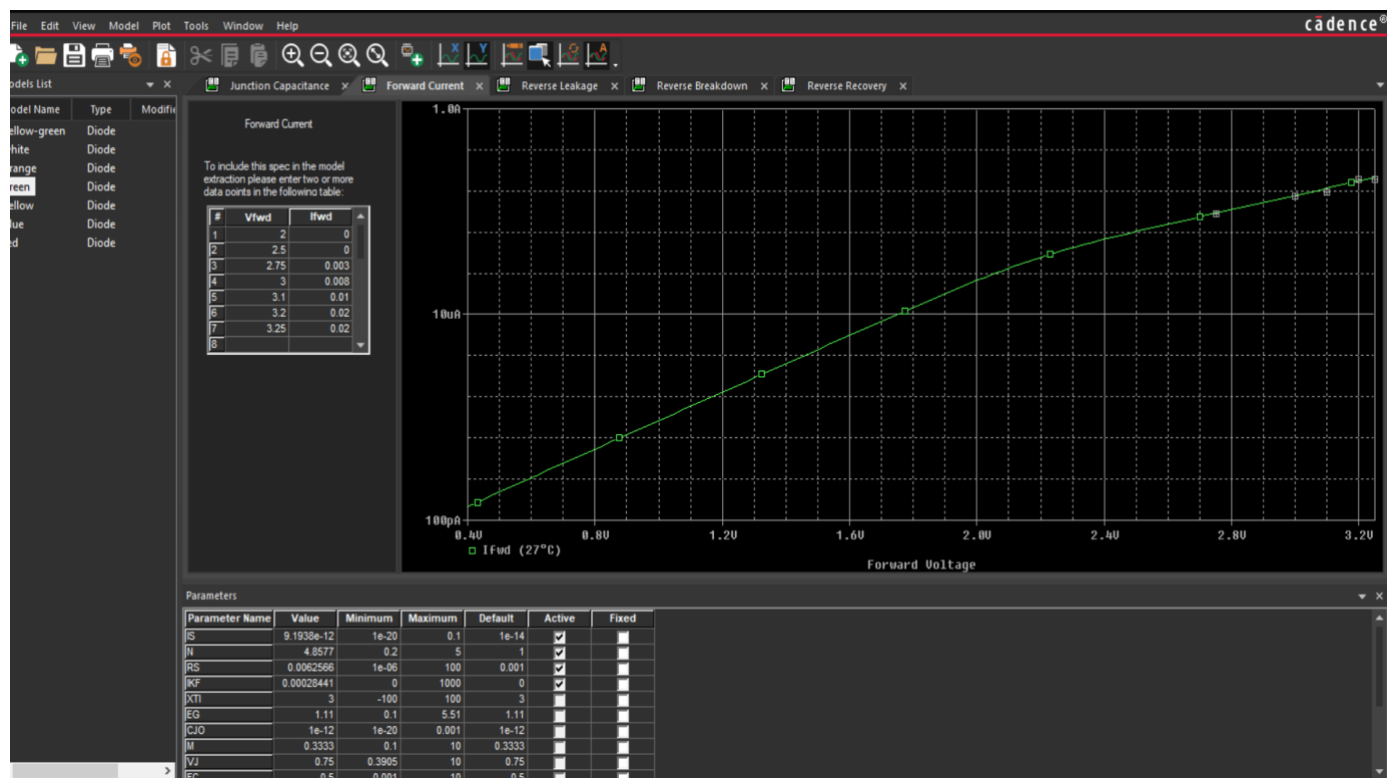 File Edit View Model Plot Tools Window Help
cādence®
odels List
Junction Capacitance Forward Current Reverse Leakage Reverse Breakdown Reverse Recovery
odel Name Type Modifie
ellow-green Diode
hite Diode
range Diode
reen Diode
ellow Diode
lue Diode
ed Diode
Forward Current
To include this spec in the model
extraction please enter two or more
data points in the following table:
# Vfwd Ifwd
1 2 0
2 2.5 0
3 2.75 0.003
4 3 0.008
5 3.1 0.01
6 3.2 0.02
7 3.25 0.02
8
1.0A
10uA
100pA
0.4V 0.8V 1.2V 1.6V 2.0V 2.4V 2.8V 3.2V
Ifwd (27°C)
Forward Voltage
Parameters
Parameter Name Value Minimum Maximum Default Active Fixed
IS 9.1938e-12 1e-20 0.1 1e-14
N 4.8577 0.2 5 1
RS 0.0062566 1e-06 100 0.001
IKF 0.00028441 0 1000 0
XTI 3 -100 100 3
EG 1.11 0.1 5.51 1.11
CJO 1e-12 1e-20 0.001 1e-12
M 0.3333 0.1 10 0.3333
VJ 0.75 0.3905 10 0.75
FC 0.5 0.001 10 0.5